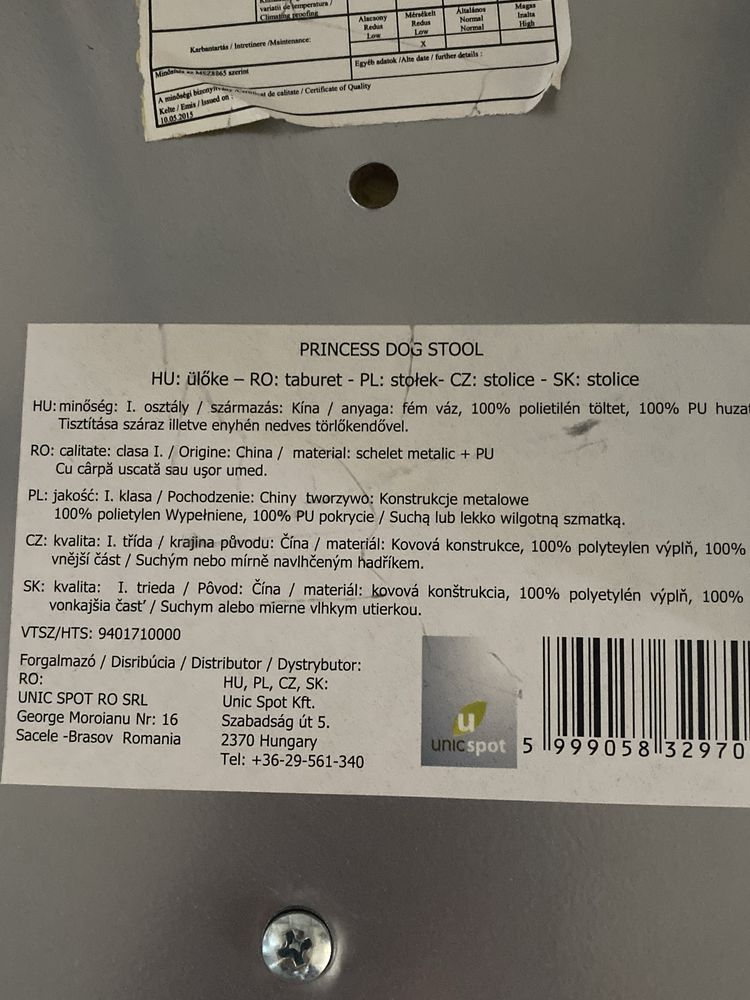 variatii de temperatura /
Climating proofing
Karbantartás / Intretinere /Maintenance:
Alacsony
Redus
Low
Mérsékelt
Redus
Low
X
Általános
Normal
Normal
Magas
Inalta
High
az MSZ8865 szerint
Egyéb adatok /Alte date / further details :
A minőségi de calitate / Certificate of Quality
Kelte / Emis / Issued on :
10.05.2015
PRINCESS DOG STOOL
HU: ülőke – RO: taburet - PL: stołek- CZ: stolice - SK: stolice
HU: minőség: I. osztály / származás: Kína / anyaga: fém váz, 100% polietilén töltet, 100% PU huzat
Tisztítása száraz illetve enyhén nedves törlőkendővel.
RO: calitate: clasa I. / Origine: China / material: schelet metalic + PU
Cu cârpă uscată sau uşor umed.
PL: jakość: I. klasa / Pochodzenie: Chiny tworzywo: Konstrukcje metalowe
100% polietylen Wypełniene, 100% PU pokrycie / Suchą lub lekko wilgotną szmatką.
CZ: kvalita: I. třída / krajina původu: Čína / materiál: Kovová konstrukce, 100% polyteylen výplň, 100%
vnější část / Suchým nebo mírně navlhčeným hadříkem.
SK: kvalita: I. trieda / Pôvod: Čína / materiál: kovová konštrukcia, 100% polyetylén výplň, 100%
vonkajšia časť / Suchym alebo mierne vlhkym utierkou.
VTSZ/HTS: 9401710000
Forgalmazó / Disribúcia / Distributor / Dystrybutor:
RO:
UNIC SPOT RO SRL
George Moroianu Nr: 16
Sacele -Brasov Romania
HU, PL, CZ, SK:
Unic Spot Kft.
Szabadság út 5.
2370 Hungary
Tel: +36-29-561-340
u
unicspot
5 999058 32970